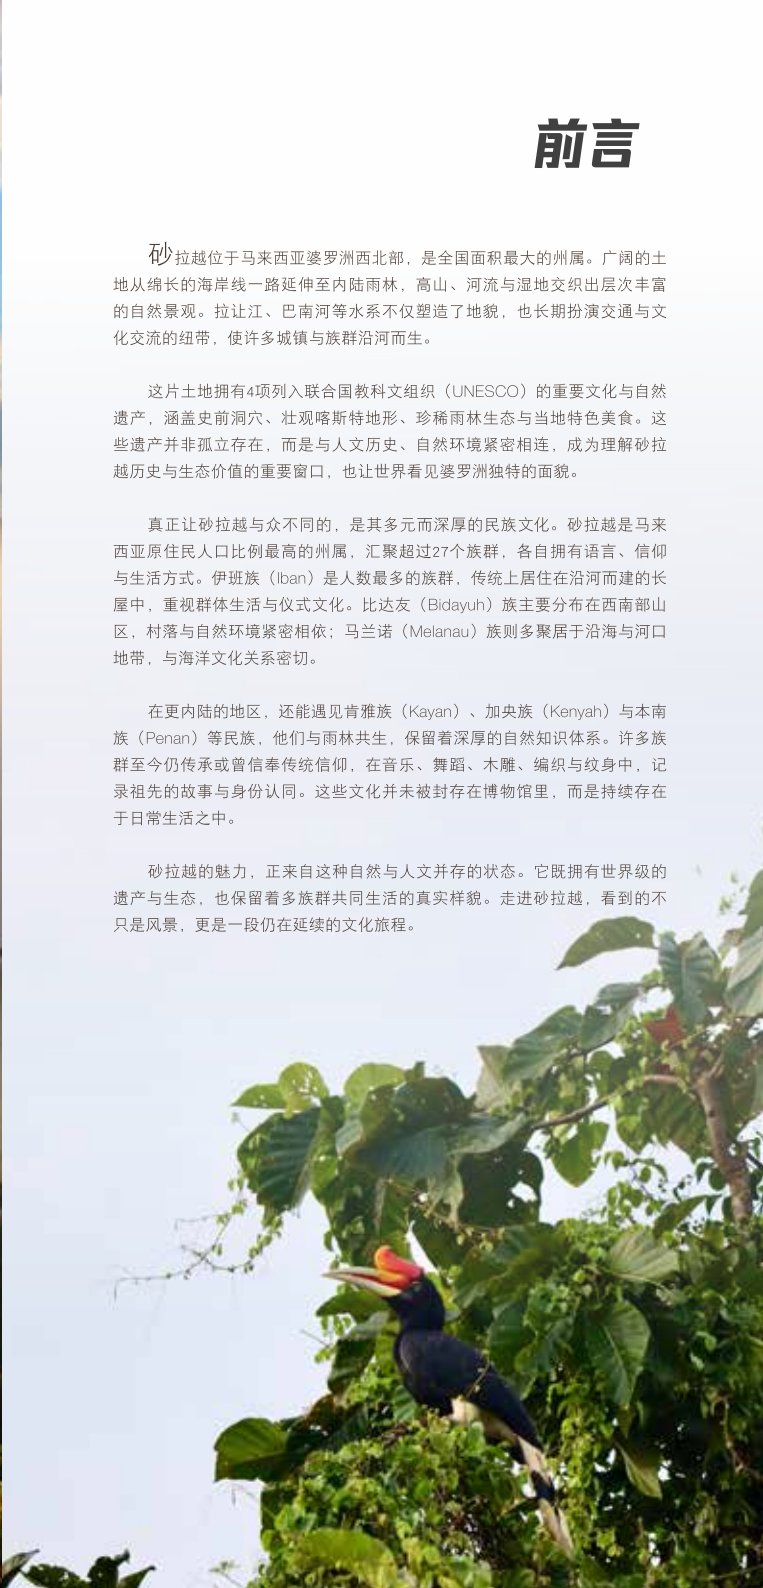 前言
砂拉越位于马来西亚婆罗洲西北部，是全国面积最大的州属。广阔的土
地从绵长的海岸线一路延伸至内陆雨林，高山、河流与湿地交织出层次丰富
的自然景观。拉让江、巴南河等水系不仅塑造了地貌，也长期扮演交通与文
化交流的纽带，使许多城镇与族群沿河而生。
这片土地拥有4项列入联合国教科文组织（UNESCO）的重要文化与自然
遗产，涵盖史前洞穴、壮观喀斯特地形、珍稀雨林生态与当地特色美食。这
些遗产并非孤立存在，而是与人文历史、自然环境紧密相连，成为理解砂拉
越历史与生态价值的重要窗口，也让世界看见婆罗洲独特的面貌。
真正让砂拉越与众不同的，是其多元而深厚的民族文化。砂拉越是马来
西亚原住民人口比例最高的州属，汇聚超过27个族群，各自拥有语言、信仰
与生活方式。伊班族（Iban）是人数最多的族群，传统上居住在沿河而建的长
屋中，重视群体生活与仪式文化。比达友（Bidayuh）族主要分布在西南部山
区，村落与自然环境紧密相依；马兰诺（Melanau）族则多聚居于沿海与河口
地带，与海洋文化关系密切。
在更内陆的地区，还能遇见肯雅族（Kayan）、加央族（Kenyah）与本南
族（Penan）等民族，他们与雨林共生，保留着深厚的自然知识体系。许多族
群至今仍传承或曾信奉传统信仰，在音乐、舞蹈、木雕、编织与纹身中，记
录祖先的故事与身份认同。这些文化并未被封存在博物馆里，而是持续存在
于日常生活之中。
砂拉越的魅力，正来自这种自然与人文并存的状态。它既拥有世界级的
遗产与生态，也保留着多族群共同生活的真实样貌。走进砂拉越，看到的不
只是风景，更是一段仍在延续的文化旅程。